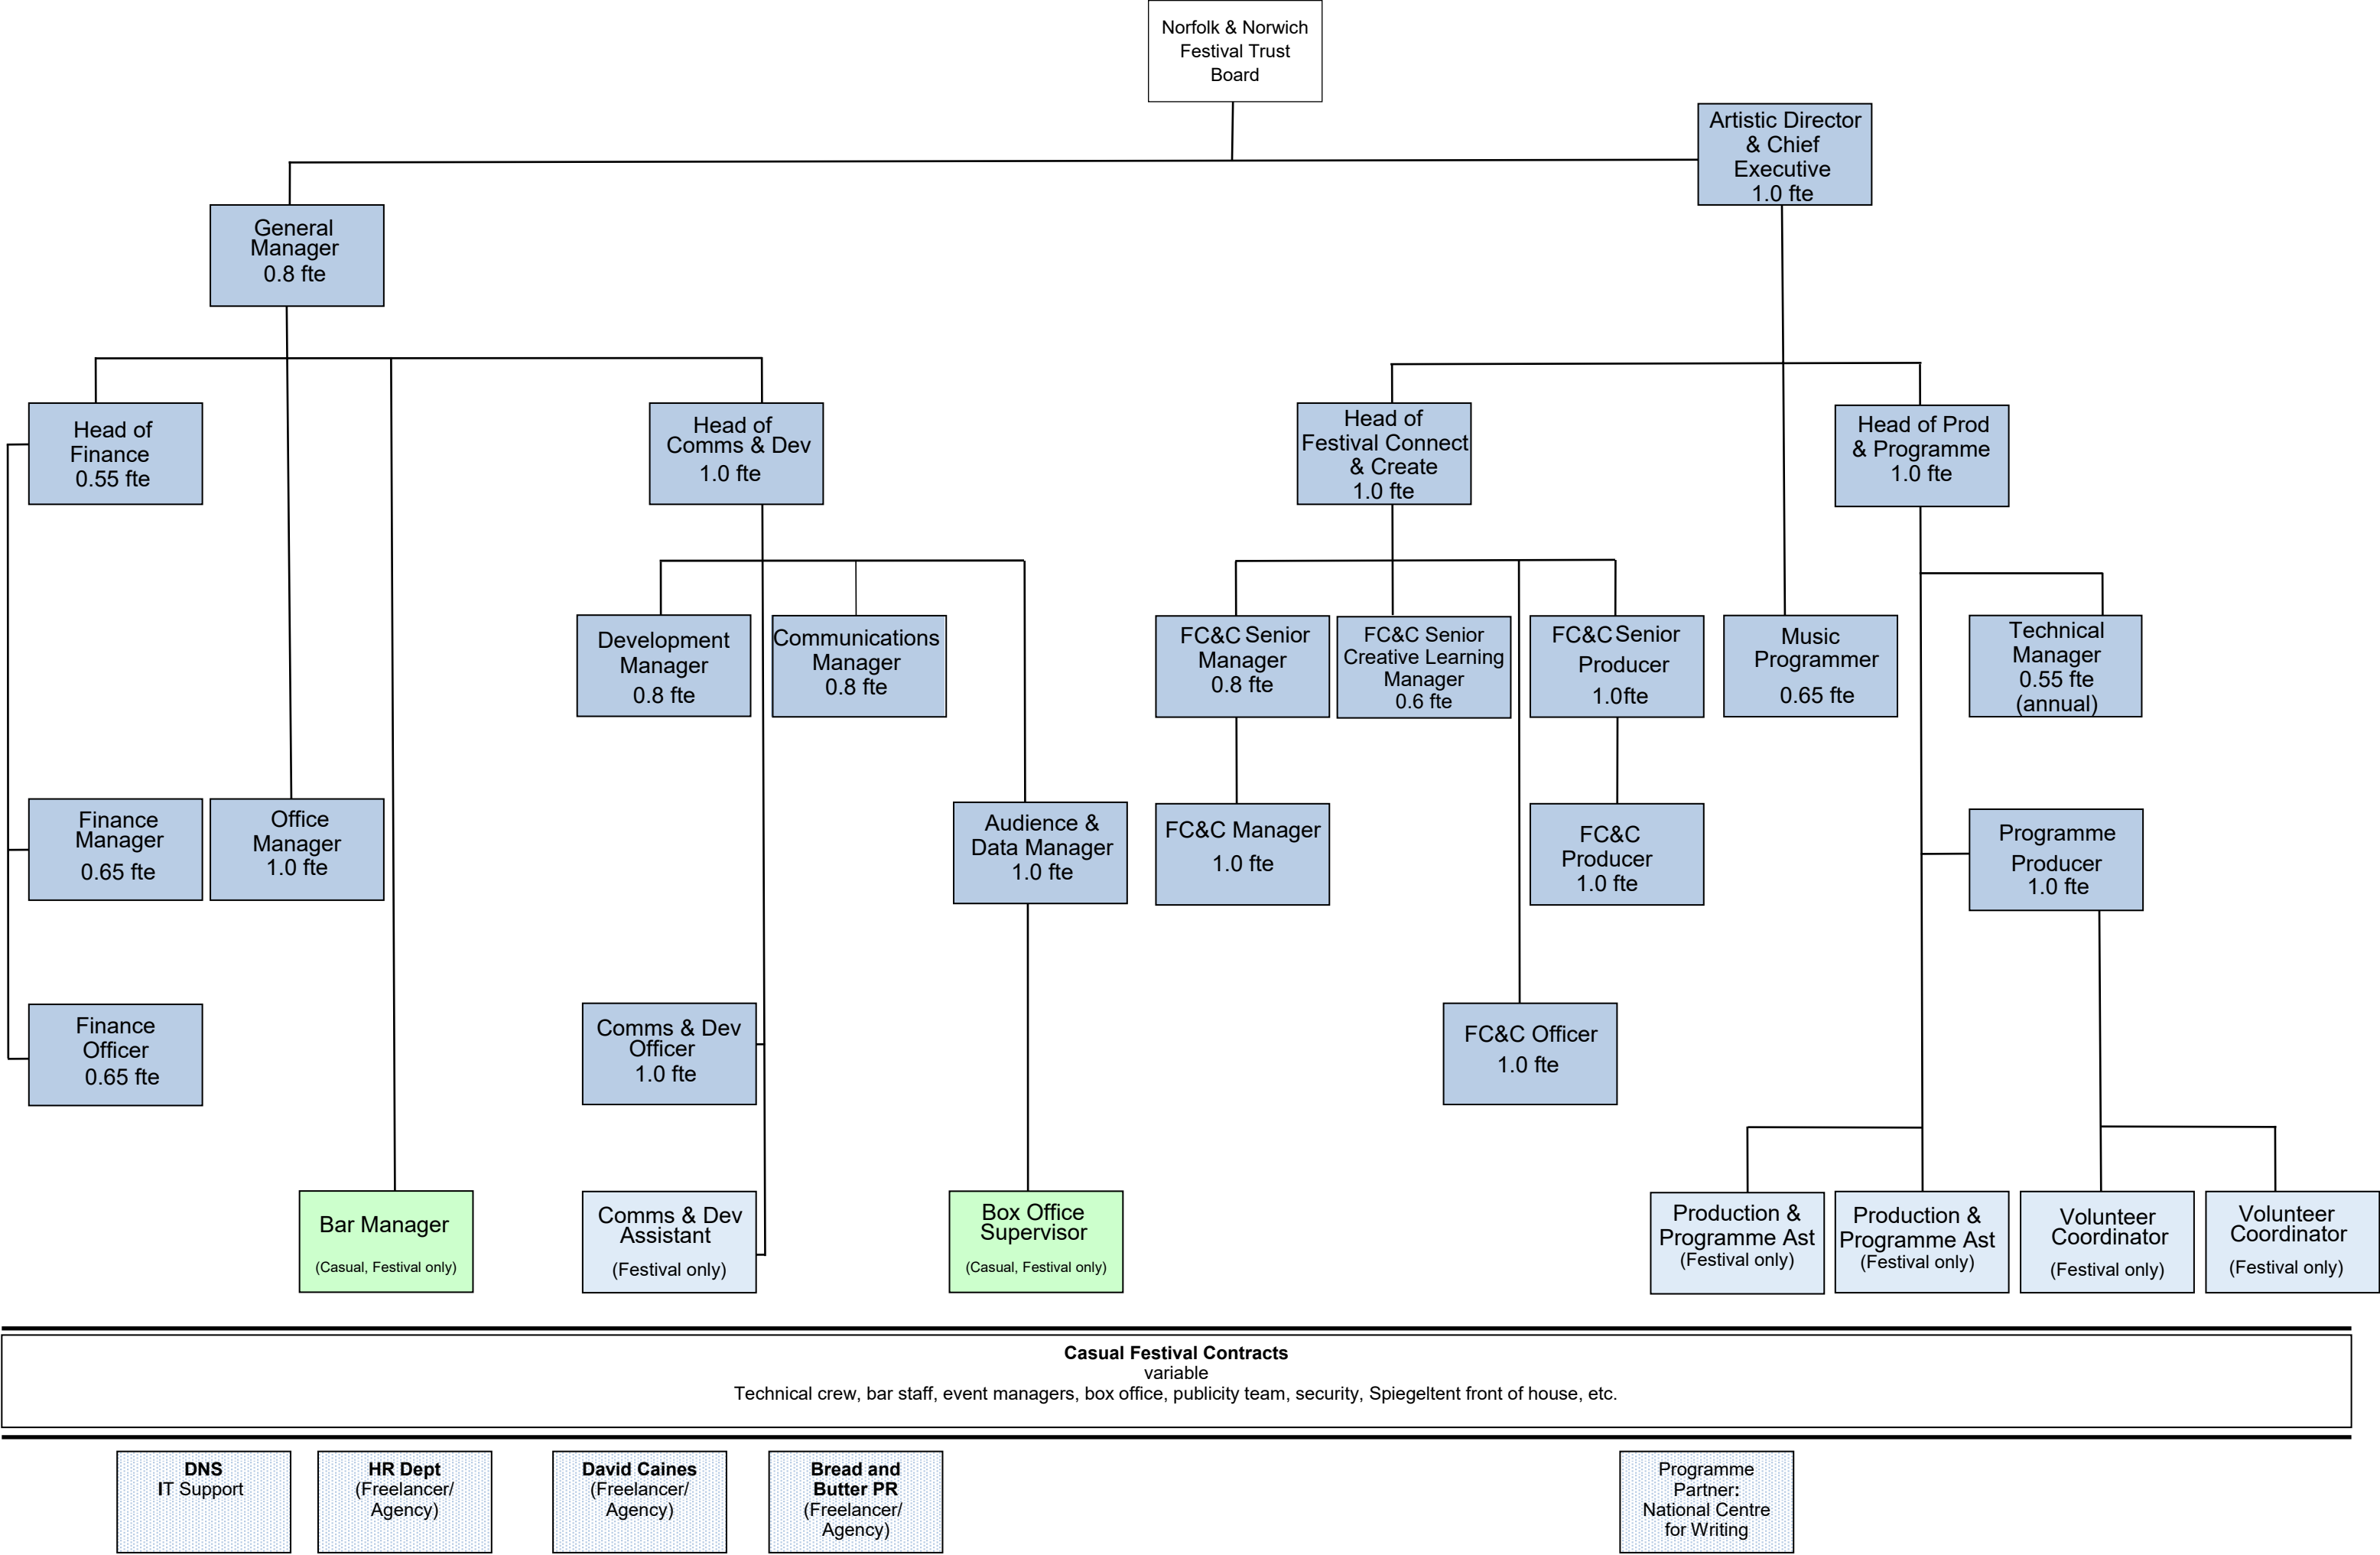 Norfolk & Norwich
Festival Trust
Board
Artistic Director
& Chief
Executive
1.0 fte
General
Manager
0.8 fte
Head of
Finance
0.55 fte
Head of
Comms & Dev
1.0 fte
Head of
Festival Connect
& Create
1.0 fte
Head of Prod
& Programme
1.0 fte
Development
Manager
0.8 fte
Communications
Manager
0.8 fte
FC&C Senior
Manager
0.8 fte
FC&C Senior
Creative Learning
Manager
0.6 fte
FC&C Senior
Producer
1.0fte
Music
Programmer
0.65 fte
Technical
Manager
0.55 fte
(annual)
Finance
Manager
0.65 fte
Office
Manager
1.0 fte
Audience &
Data Manager
1.0 fte
FC&C Manager
1.0 fte
FC&C
Producer
1.0 fte
Programme
Producer
1.0 fte
Finance
Officer
0.65 fte
Comms & Dev
Officer
1.0 fte
FC&C Officer
1.0 fte
Bar Manager
(Casual, Festival only)
Comms & Dev
Assistant
(Festival only)
Box Office
Supervisor
(Casual, Festival only)
Production &
Programme Ast
(Festival only)
Production &
Programme Ast
(Festival only)
Volunteer
Coordinator
(Festival only)
Volunteer
Coordinator
(Festival only)
Casual Festival Contracts
variable
Technical crew, bar staff, event managers, box office, publicity team, security, Spiegeltent front of house, etc.
DNS
IT Support
HR Dept
(Freelancer/
Agency)
David Caines
(Freelancer/
Agency)
Bread and
Butter PR
(Freelancer/
Agency)
Programme
Partner:
National Centre
for Writing